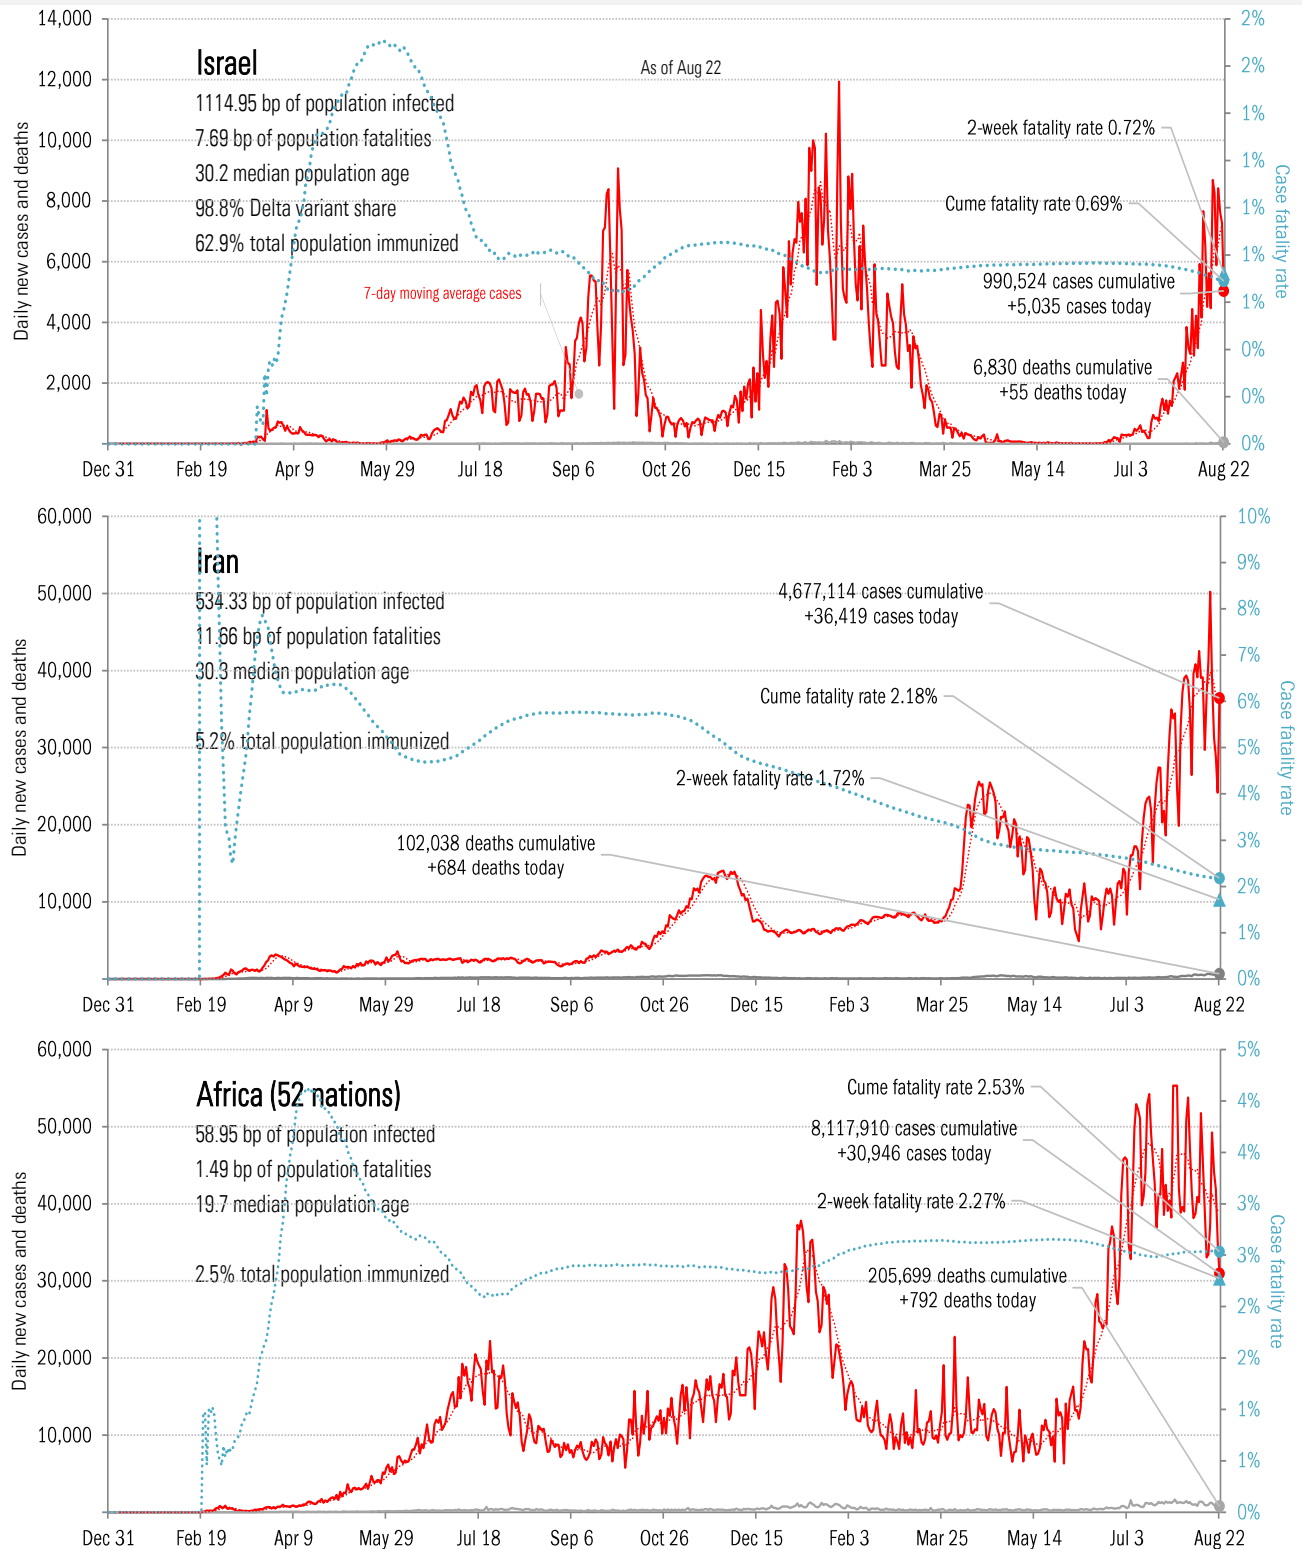 14,000
12,000
10,000
8,000
6,000
4,000
2,000
Daily new cases and deaths
Israel
1114.95 bp of population infected
7.69 bp of population fatalities
30.2 median population age
98.8% Delta variant share
62.9% total population immunized
As of Aug 22
7-day moving average cases
2-week fatality rate 0.72%
Cume fatality rate 0.69%
990,524 cases cumulative
+5,035 cases today
6,830 deaths cumulative
+55 deaths today
2%
2%
1%
1%
1%
1%
1%
0%
0%
0%
Case fatality rate
Dec 31 Feb 19 Apr 9 May 29 Jul 18 Sep 6 Oct 26 Dec 15 Feb 3 Mar 25 May 14 Jul 3 Aug 22
60,000
50,000
40,000
30,000
20,000
10,000
Daily new cases and deaths
Iran
534.33 bp of population infected
11.66 bp of population fatalities
30.3 median population age
5.2% total population immunized
4,677,114 cases cumulative
+36,419 cases today
Cume fatality rate 2.18%
2-week fatality rate 1.72%
102,038 deaths cumulative
+684 deaths today
10%
9%
8%
7%
6%
5%
4%
3%
2%
1%
0%
Case fatality rate
Dec 31 Feb 19 Apr 9 May 29 Jul 18 Sep 6 Oct 26 Dec 15 Feb 3 Mar 25 May 14 Jul 3 Aug 22
60,000
50,000
40,000
30,000
20,000
10,000
Daily new cases and deaths
Africa (52 nations)
58.95 bp of population infected
1.49 bp of population fatalities
19.7 median population age
2.5% total population immunized
Cume fatality rate 2.53%
8,117,910 cases cumulative
+30,946 cases today
2-week fatality rate 2.27%
205,699 deaths cumulative
+792 deaths today
5%
4%
4%
3%
3%
2%
2%
1%
1%
0%
Case fatality rate
Dec 31 Feb 19 Apr 9 May 29 Jul 18 Sep 6 Oct 26 Dec 15 Feb 3 Mar 25 May 14 Jul 3 Aug 22